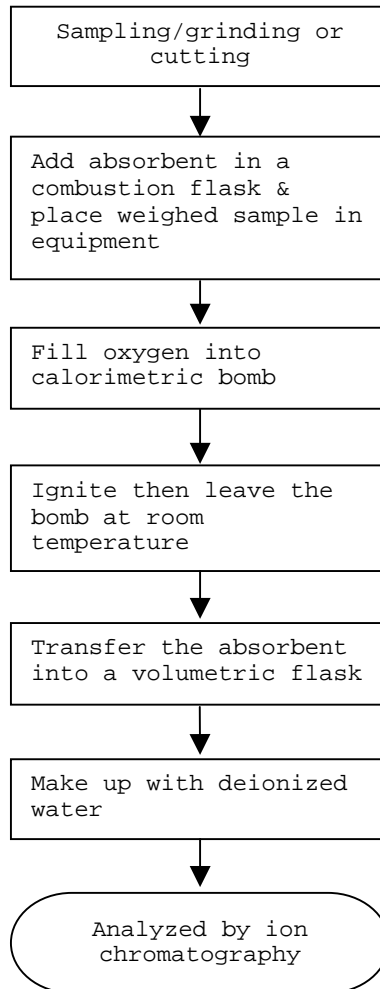 Sampling/grinding or
cutting
Add absorbent in a
combustion flask &
place weighed sample in
equipment
Fill oxygen into
calorimetric bomb
Ignite then leave the
bomb at room
temperature
Transfer the absorbent
into a volumetric flask
Make up with deionized
water
Analyzed by ion
chromatography